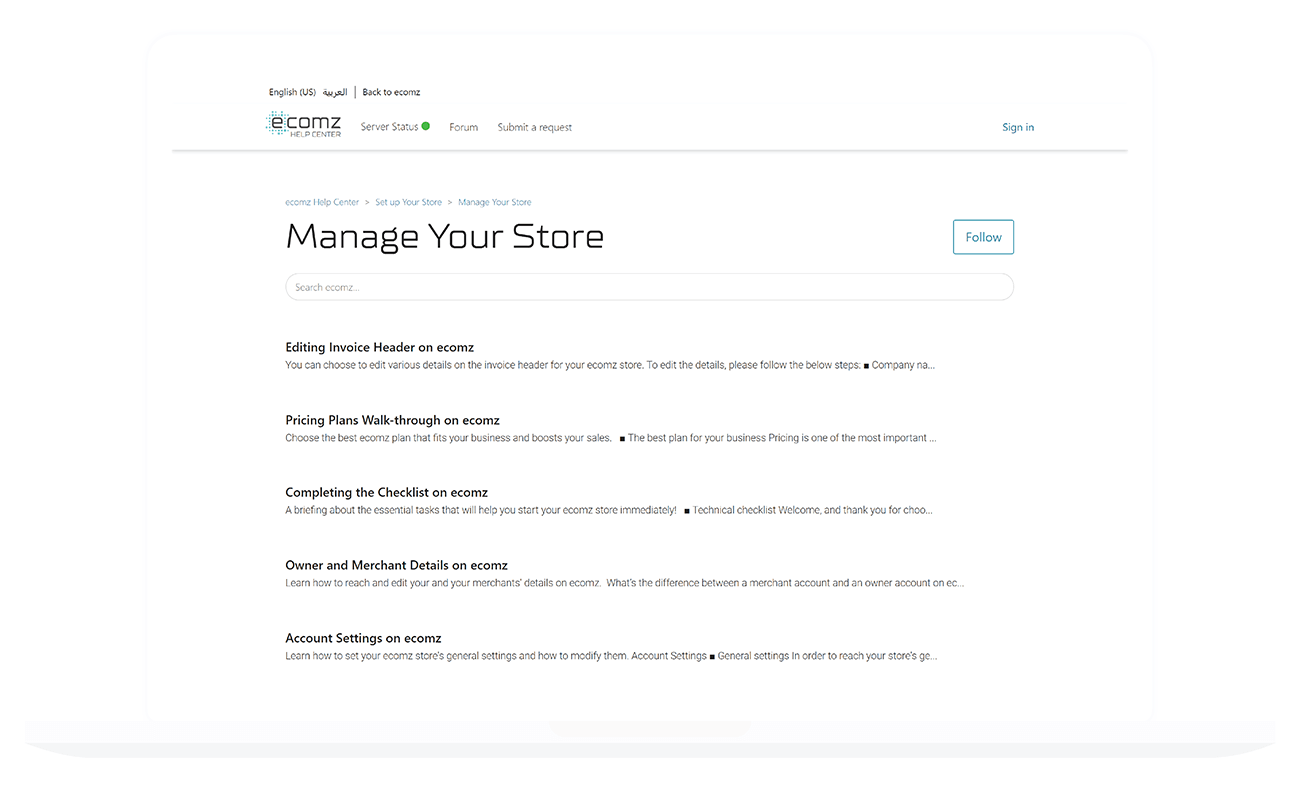 English (US) العربية | Back to ecomz
ecomz
HELP CENTER
Server Status Forum Submit a request Sign in
ecomz Help Center > Set up Your Store > Manage Your Store
Manage Your Store
Follow
Search ecomz...
Editing Invoice Header on ecomz
You can choose to edit various details on the invoice header for your ecomz store. To edit the details, please follow the below steps: ■ Company na...
Pricing Plans Walk-through on ecomz
Choose the best ecomz plan that fits your business and boosts your sales. ■ The best plan for your business Pricing is one of the most important ...
Completing the Checklist on ecomz
A briefing about the essential tasks that will help you start your ecomz store immediately! ■ Technical checklist Welcome, and thank you for choo...
Owner and Merchant Details on ecomz
Learn how to reach and edit your and your merchants' details on ecomz. What's the difference between a merchant account and an owner account on ec...
Account Settings on ecomz
Learn how to set your ecomz store's general settings and how to modify them. Account Settings ■ General settings In order to reach your store's ge...